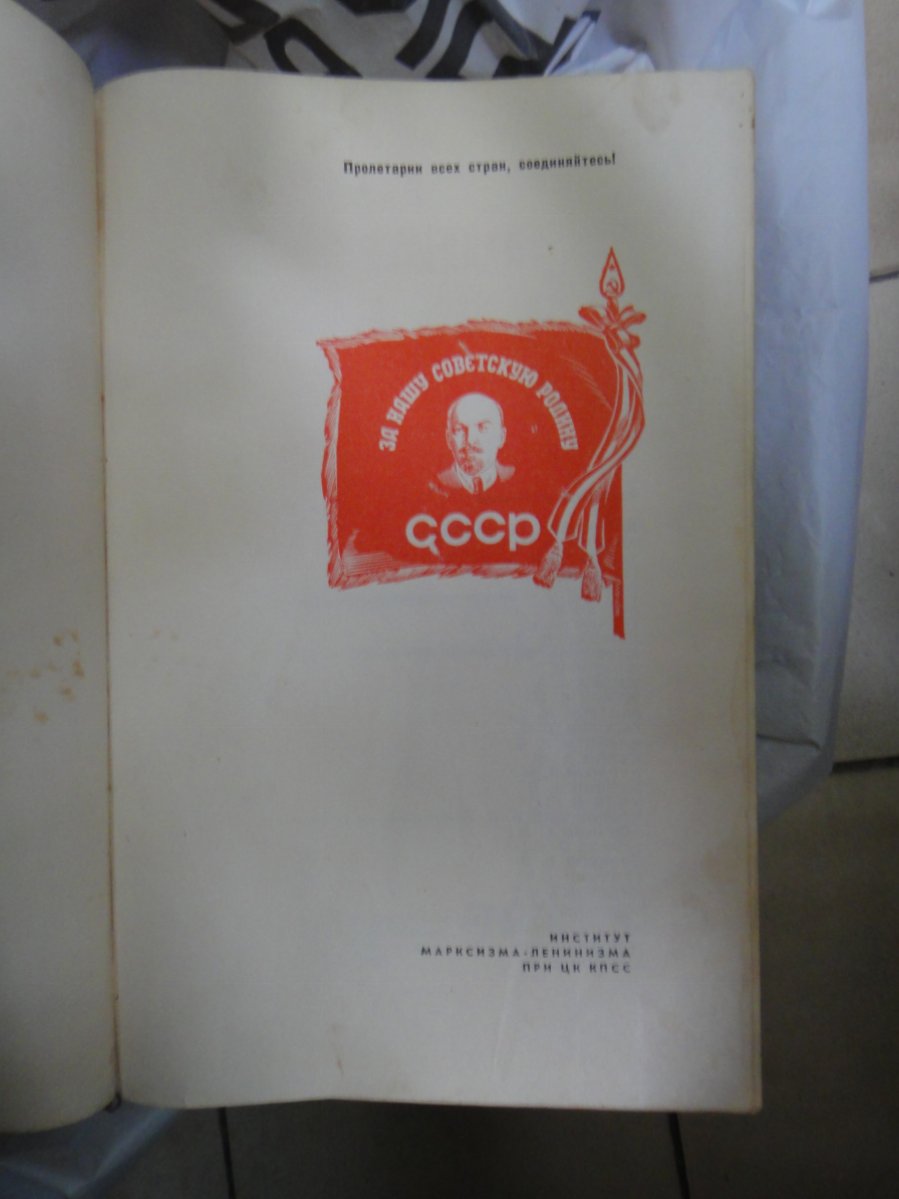 Пролетарии всех стран, соединяйтесь!
ЗА НАШУ СОВЕТСКУЮ РОДИНУ
СССР
ИНСТИТУТ
МАРКСИЗМА-ЛЕНИНИЗМА
ПРИ ЦК КПСС